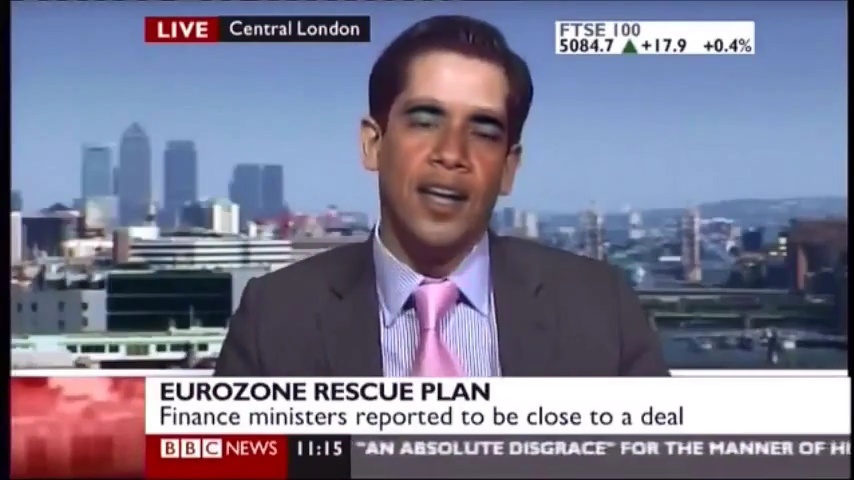 LIVE Central London
FTSE 100
5084.7 ▲ +17.9 +0.4%
EUROZONE RESCUE PLAN
Finance ministers reported to be close to a deal
BBC NEWS 11:15 "AN ABSOLUTE DISGRACE" FOR THE MANNER OF HI